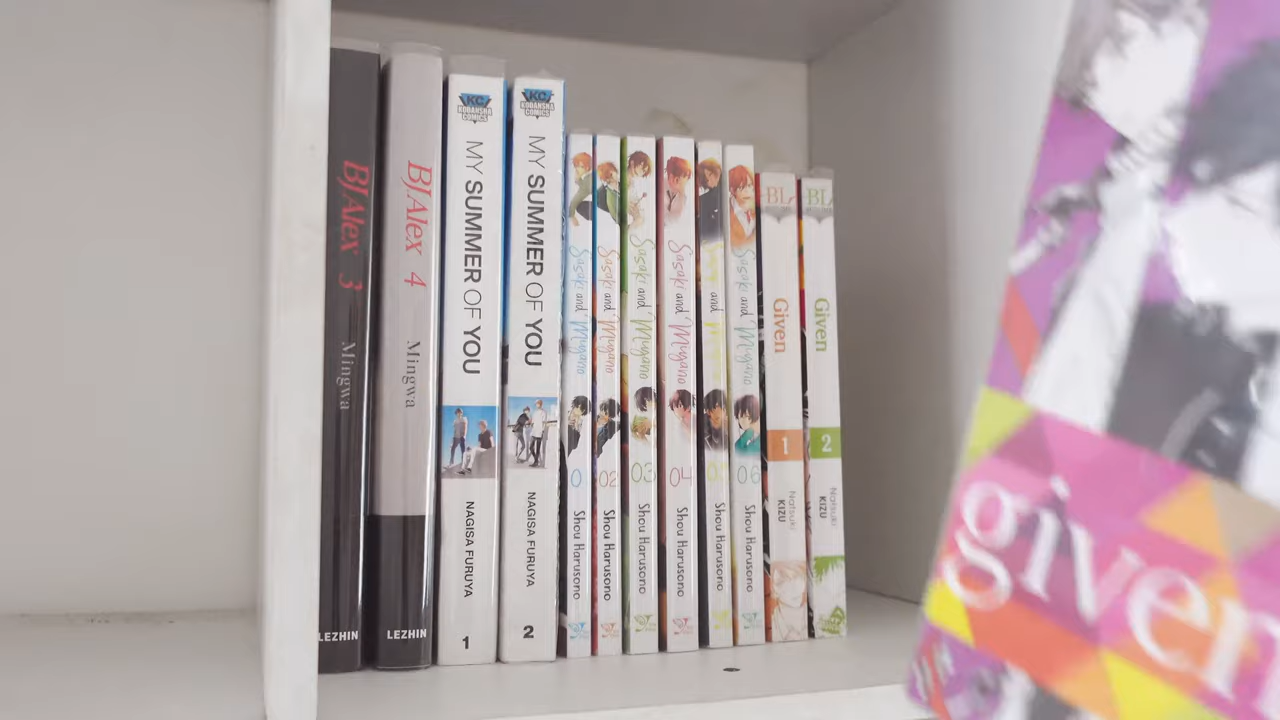 BJ.Alex 3 Mingwa
LEZHIN
BJ.Alex 4 Mingwa
LEZHIN
KC
KODANSHA
COMICS
MY SUMMER OF YOU
NAGISA FURUYA
1
KC
KODANSHA
COMICS
MY SUMMER OF YOU
NAGISA FURUYA
2
Sasaki and Miyano
0
Shou Harusono
Sasaki and Miyano
02
Shou Harusono
Sasaki and Miyano
03
Shou Harusono
Sasaki and Miyano
04
Shou Harusono
and
Shou Harusono
Sasaki and Miyano
06
Shou Harusono
BL
Given
1
Natsuki
KIZU
BL
Given
2
Natsuki
KIZU
given